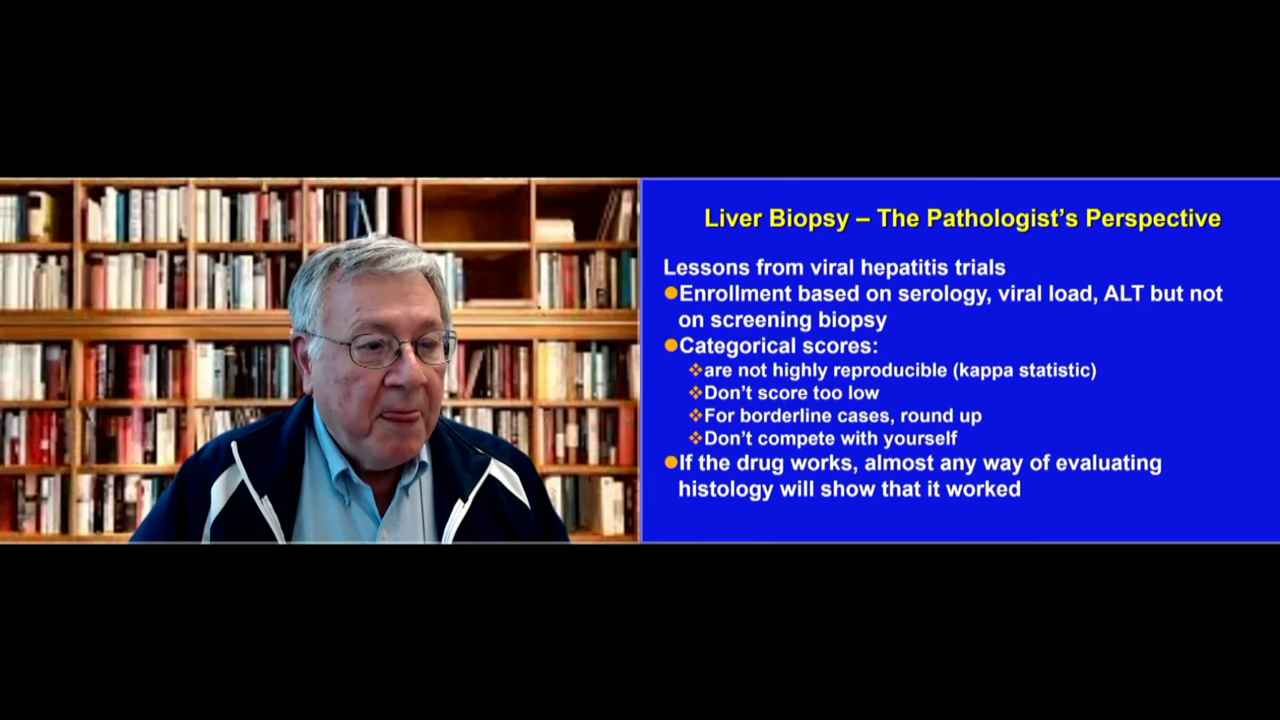 Liver Biopsy – The Pathologist's Perspective
Lessons from viral hepatitis trials
●Enrollment based on serology, viral load, ALT but not
on screening biopsy
●Categorical scores:
❖are not highly reproducible (kappa statistic)
❖Don't score too low
❖For borderline cases, round up
❖Don't compete with yourself
●If the drug works, almost any way of evaluating
histology will show that it worked